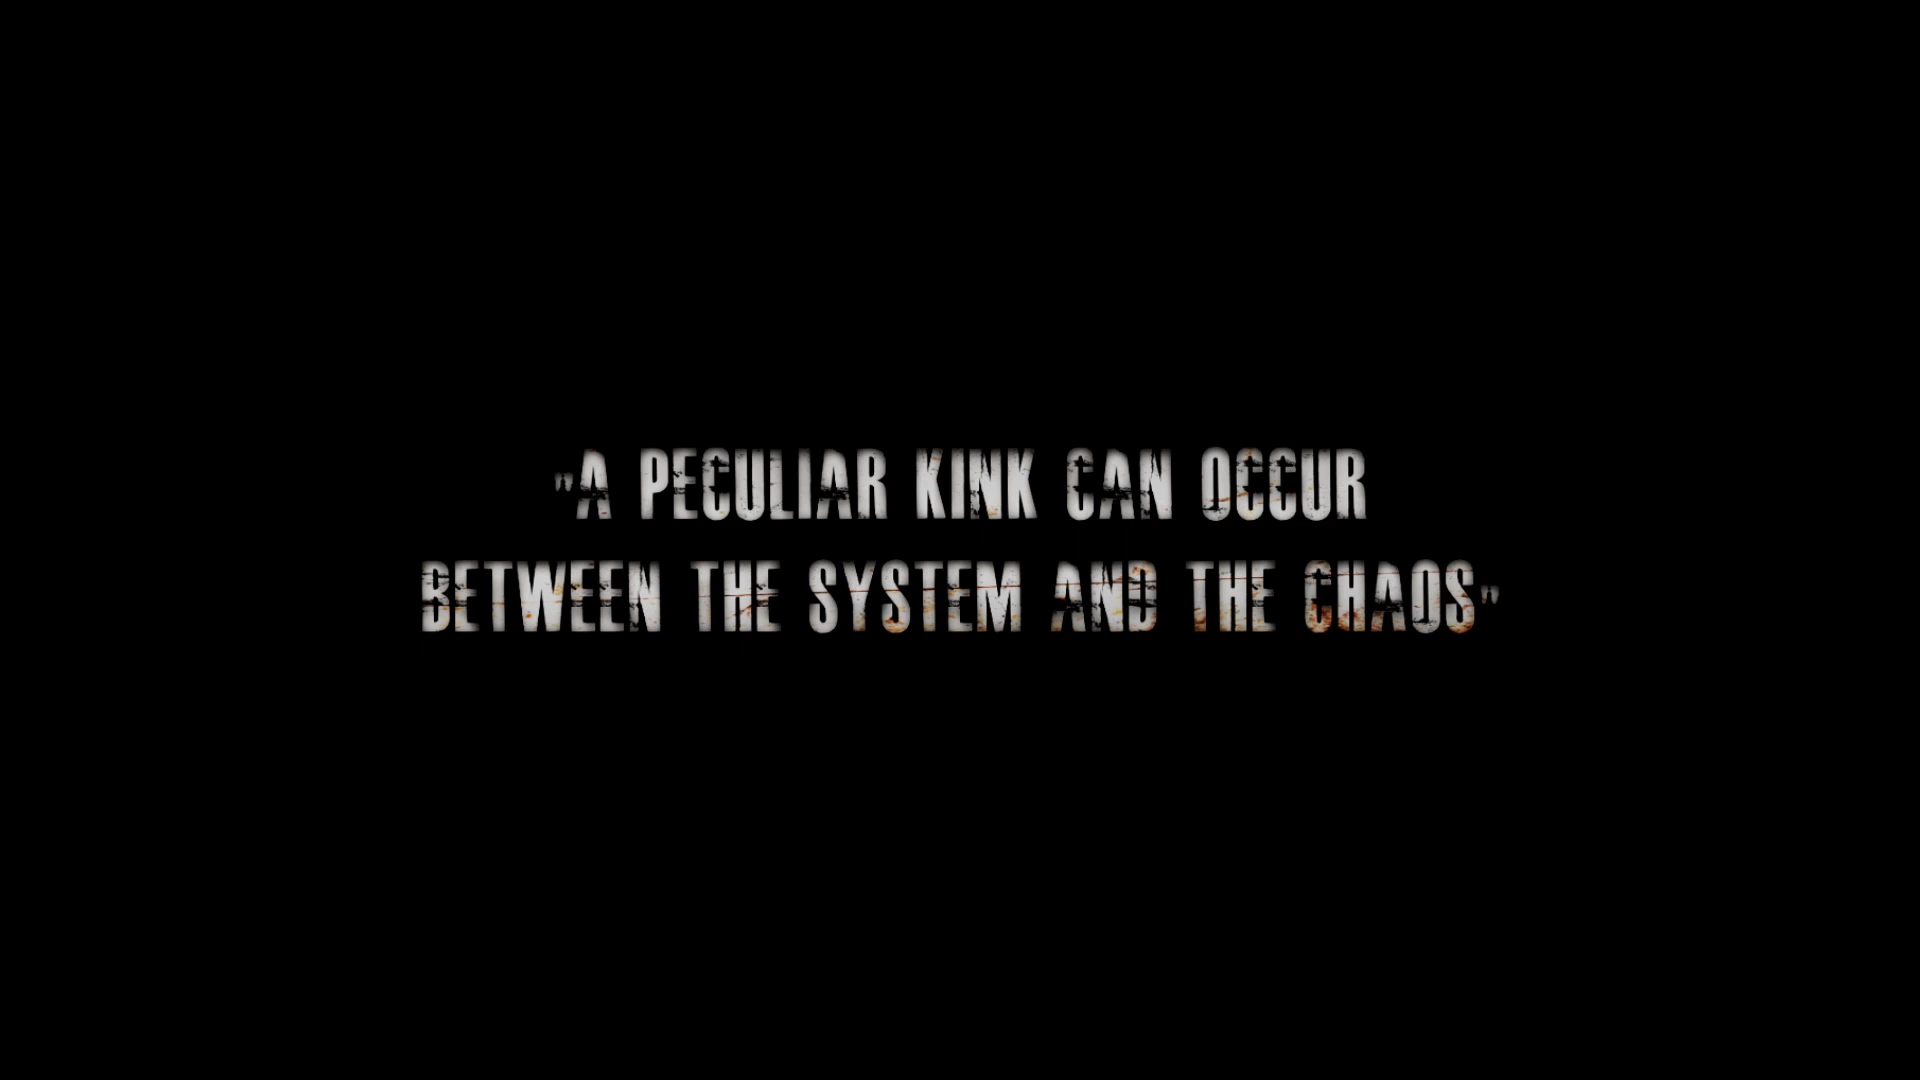 "A PECULIAR KINK CAN OCCUR
BETWEEN THE SYSTEM AND THE CHAOS"